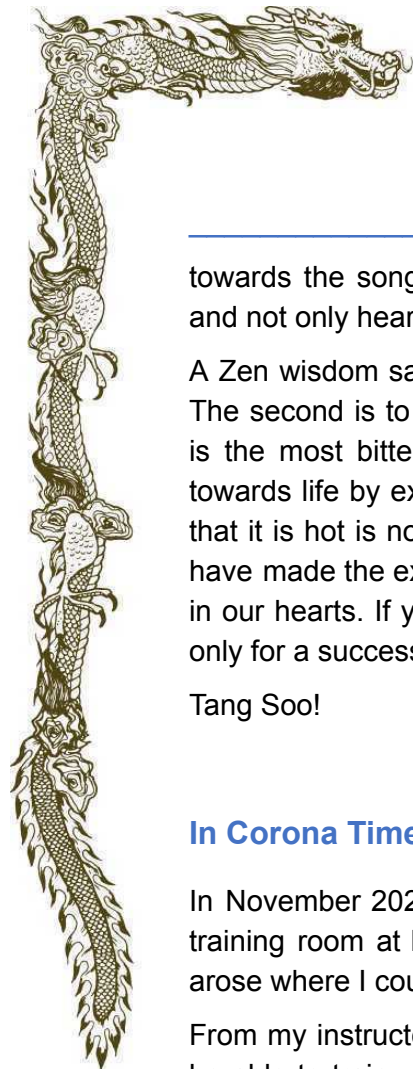 towards the song
and not only hear
A Zen wisdom sa
The second is to
is the most bitte
towards life by ex
that it is hot is no
have made the ex
in our hearts. If y
only for a success
Tang Soo!
In Corona Time
In November 202
training room at
arose where I cou
From my instructo